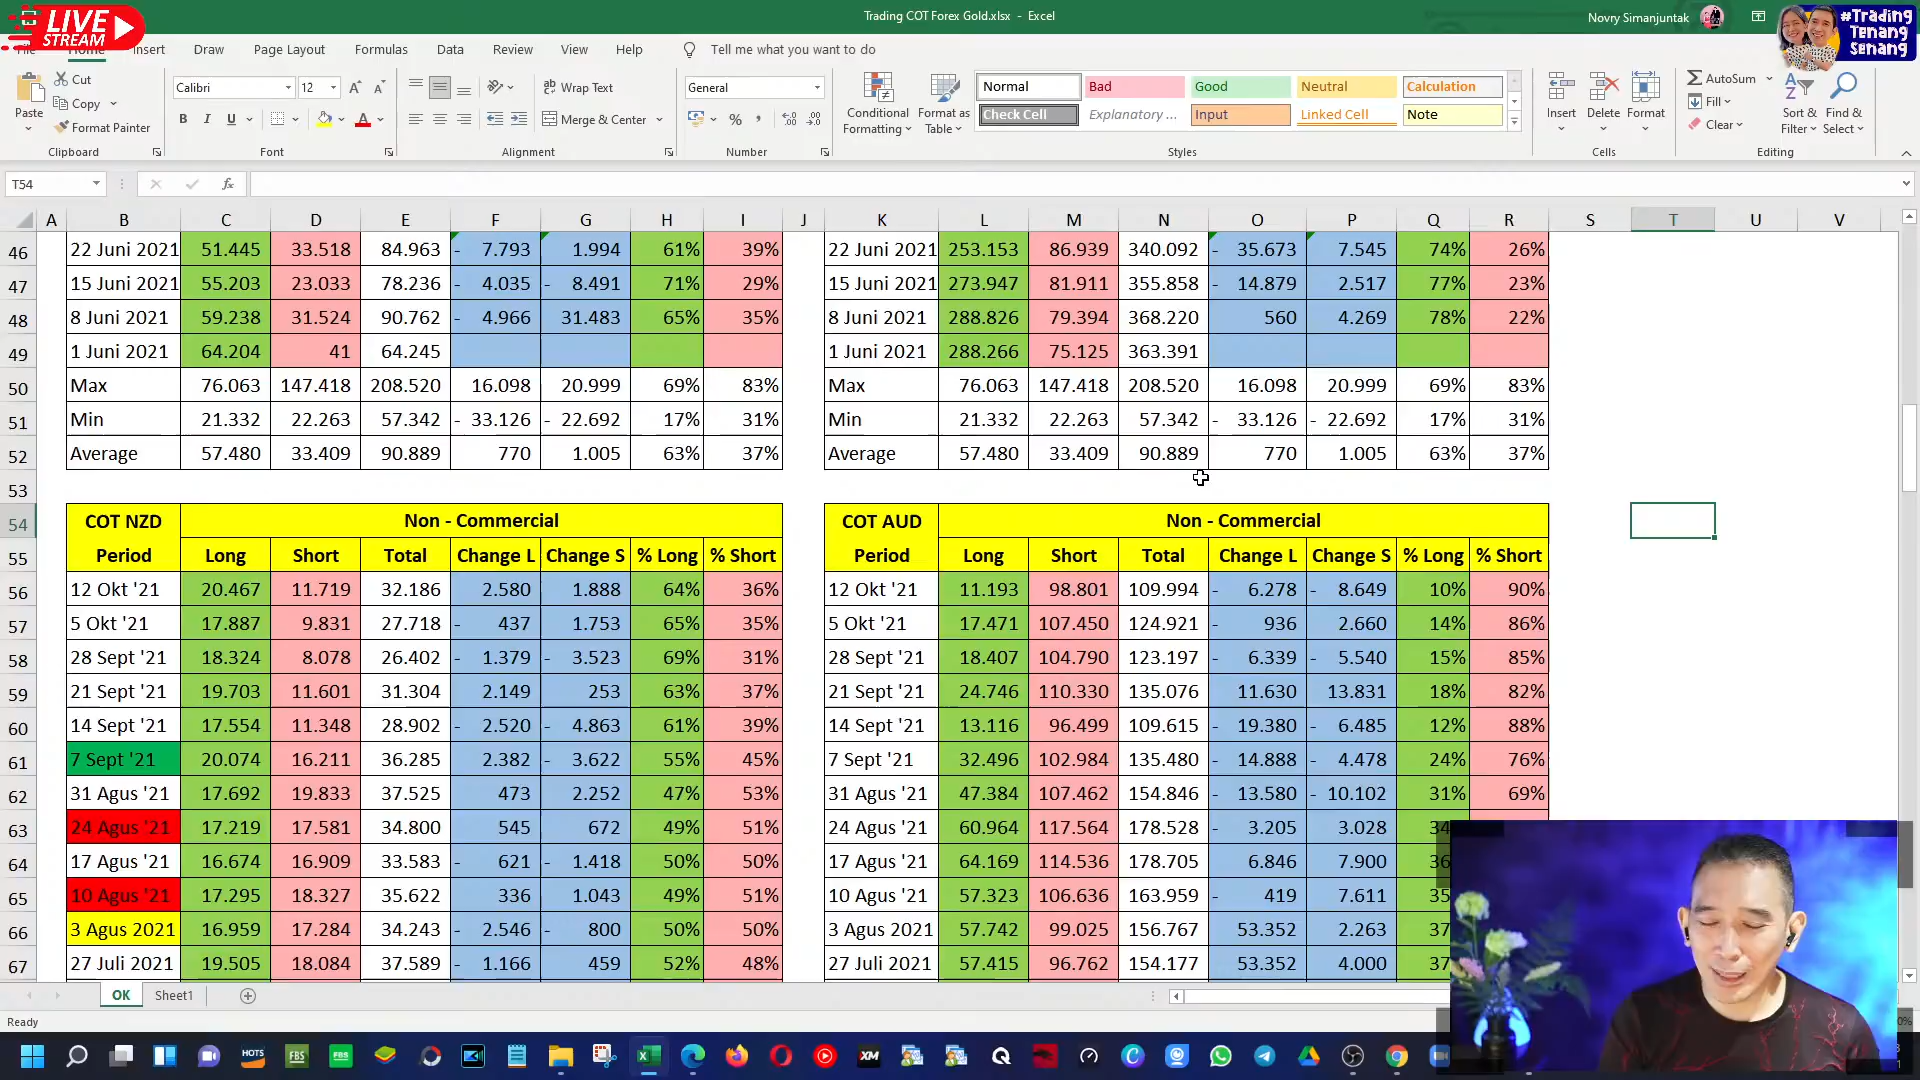 LIVE
STREAM
Trading COT Forex Gold.xlsx - Excel
Novry Simanjuntak
#Trading
Tenang
Senang
Insert Draw Page Layout Formulas Data Review View Help Tell me what you want to do
Paste
Cut
Copy
Format Painter
Clipboard
Calibri 12
B I U
Font
Wrap Text
Merge & Center
Alignment
General
Number
Conditional
Formatting
Format as
Table
Normal Bad Good Neutral Calculation
Check Cell Explanatory ... Input Linked Cell Note
Styles
Insert Delete Format
Cells
AutoSum
Fill
Clear
Sort &
Filter
Find &
Select
Editing
T54 fx
A B C D E F G H I J K L M N O P Q R S T U V
46 22 Juni 2021 51.445 33.518 84.963 - 7.793 1.994 61% 39% 22 Juni 2021 253.153 86.939 340.092 - 35.673 7.545 74% 26%
47 15 Juni 2021 55.203 23.033 78.236 - 4.035 - 8.491 71% 29% 15 Juni 2021 273.947 81.911 355.858 - 14.879 2.517 77% 23%
48 8 Juni 2021 59.238 31.524 90.762 - 4.966 31.483 65% 35% 8 Juni 2021 288.826 79.394 368.220 560 4.269 78% 22%
49 1 Juni 2021 64.204 41 64.245 1 Juni 2021 288.266 75.125 363.391
50 Max 76.063 147.418 208.520 16.098 20.999 69% 83% Max 76.063 147.418 208.520 16.098 20.999 69% 83%
51 Min 21.332 22.263 57.342 - 33.126 - 22.692 17% 31% Min 21.332 22.263 57.342 - 33.126 - 22.692 17% 31%
52 Average 57.480 33.409 90.889 770 1.005 63% 37% Average 57.480 33.409 90.889 770 1.005 63% 37%
53
54 COT NZD Non - Commercial COT AUD Non - Commercial
55 Period Long Short Total Change L Change S % Long % Short Period Long Short Total Change L Change S % Long % Short
56 12 Okt '21 20.467 11.719 32.186 2.580 1.888 64% 36% 12 Okt '21 11.193 98.801 109.994 - 6.278 - 8.649 10% 90%
57 5 Okt '21 17.887 9.831 27.718 - 437 1.753 65% 35% 5 Okt '21 17.471 107.450 124.921 - 936 2.660 14% 86%
58 28 Sept '21 18.324 8.078 26.402 - 1.379 - 3.523 69% 31% 28 Sept '21 18.407 104.790 123.197 - 6.339 - 5.540 15% 85%
59 21 Sept '21 19.703 11.601 31.304 2.149 253 63% 37% 21 Sept '21 24.746 110.330 135.076 11.630 13.831 18% 82%
60 14 Sept '21 17.554 11.348 28.902 - 2.520 - 4.863 61% 39% 14 Sept '21 13.116 96.499 109.615 - 19.380 - 6.485 12% 88%
61 7 Sept '21 20.074 16.211 36.285 2.382 - 3.622 55% 45% 7 Sept '21 32.496 102.984 135.480 - 14.888 - 4.478 24% 76%
62 31 Agus '21 17.692 19.833 37.525 473 2.252 47% 53% 31 Agus '21 47.384 107.462 154.846 - 13.580 - 10.102 31% 69%
63 24 Agus '21 17.219 17.581 34.800 545 672 49% 51% 24 Agus '21 60.964 117.564 178.528 - 3.205 3.028 34
64 17 Agus '21 16.674 16.909 33.583 - 621 - 1.418 50% 50% 17 Agus '21 64.169 114.536 178.705 6.846 7.900 36
65 10 Agus '21 17.295 18.327 35.622 336 1.043 49% 51% 10 Agus '21 57.323 106.636 163.959 - 419 7.611 35
66 3 Agus 2021 16.959 17.284 34.243 - 2.546 - 800 50% 50% 3 Agus 2021 57.742 99.025 156.767 53.352 2.263 37
67 27 Juli 2021 19.505 18.084 37.589 - 1.166 459 52% 48% 27 Juli 2021 57.415 96.762 154.177 53.352 4.000 37
OK Sheet1
Ready
HOTS FBS FBS XM